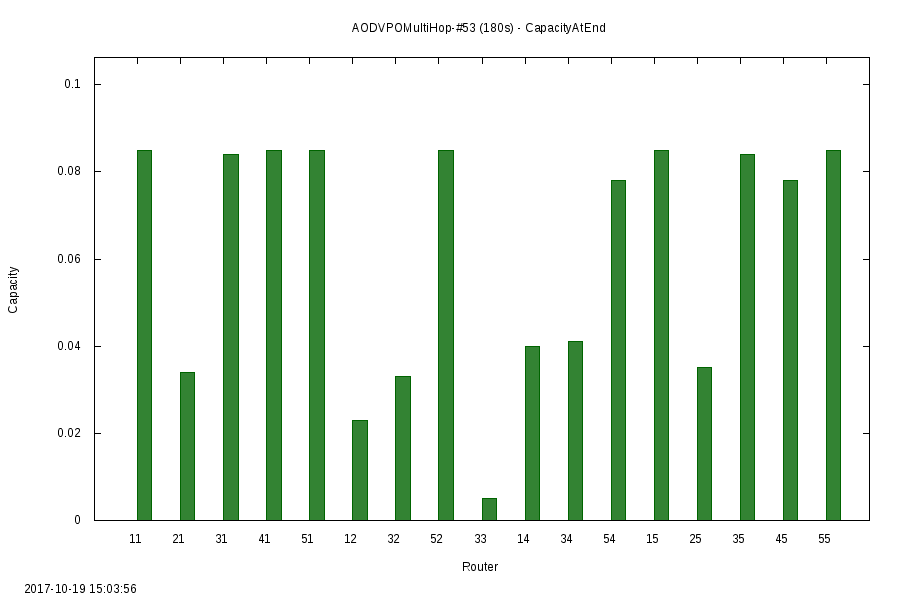 AODVPOMultiHop-#53 (180s) - CapacityAtEnd
0.1
0.08
0.06
0.04
0.02
0
Capacity
11 21 31 41 51 12 32 52 33 14 34 54 15 25 35 45 55
Router
2017-10-19 15:03:56